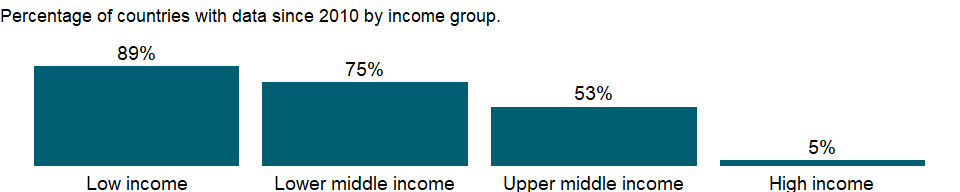 Percentage of countries with data since 2010 by income group.
89%
75%
53%
5%
Low income
Lower middle income
Upper middle income
High income